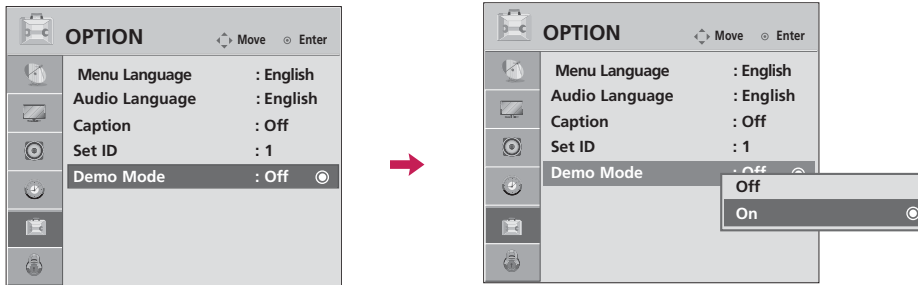 OPTION Move Enter
Menu Language : English
Audio Language : English
Caption : Off
Set ID : 1
Demo Mode : Off
OPTION Move Enter
Menu Language : English
Audio Language : English
Caption : Off
Set ID : 1
Demo Mode : Off
Off
On